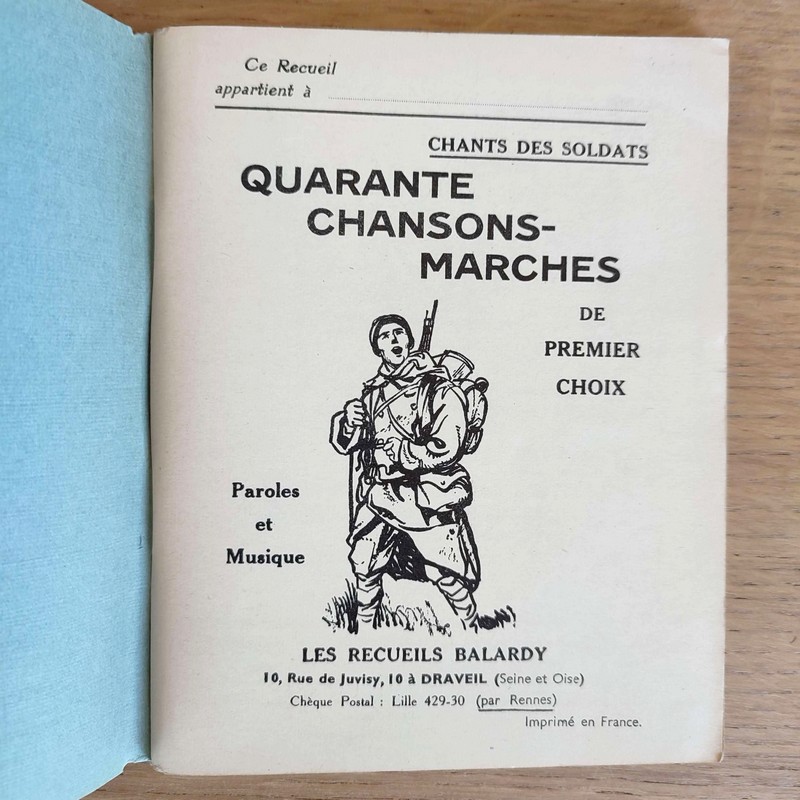 Ce Recueil
appartient à
CHANTS DES SOLDATS
QUARANTE
CHANSONS-
MARCHES
DE
PREMIER
CHOIX
Paroles
et
Musique
LES RECUEILS BALARDY
10, Rue de Juvisy, 10 à DRAVEIL (Seine et Oise)
Chèque Postal : Lille 429-30 (par Rennes)
Imprimé en France.